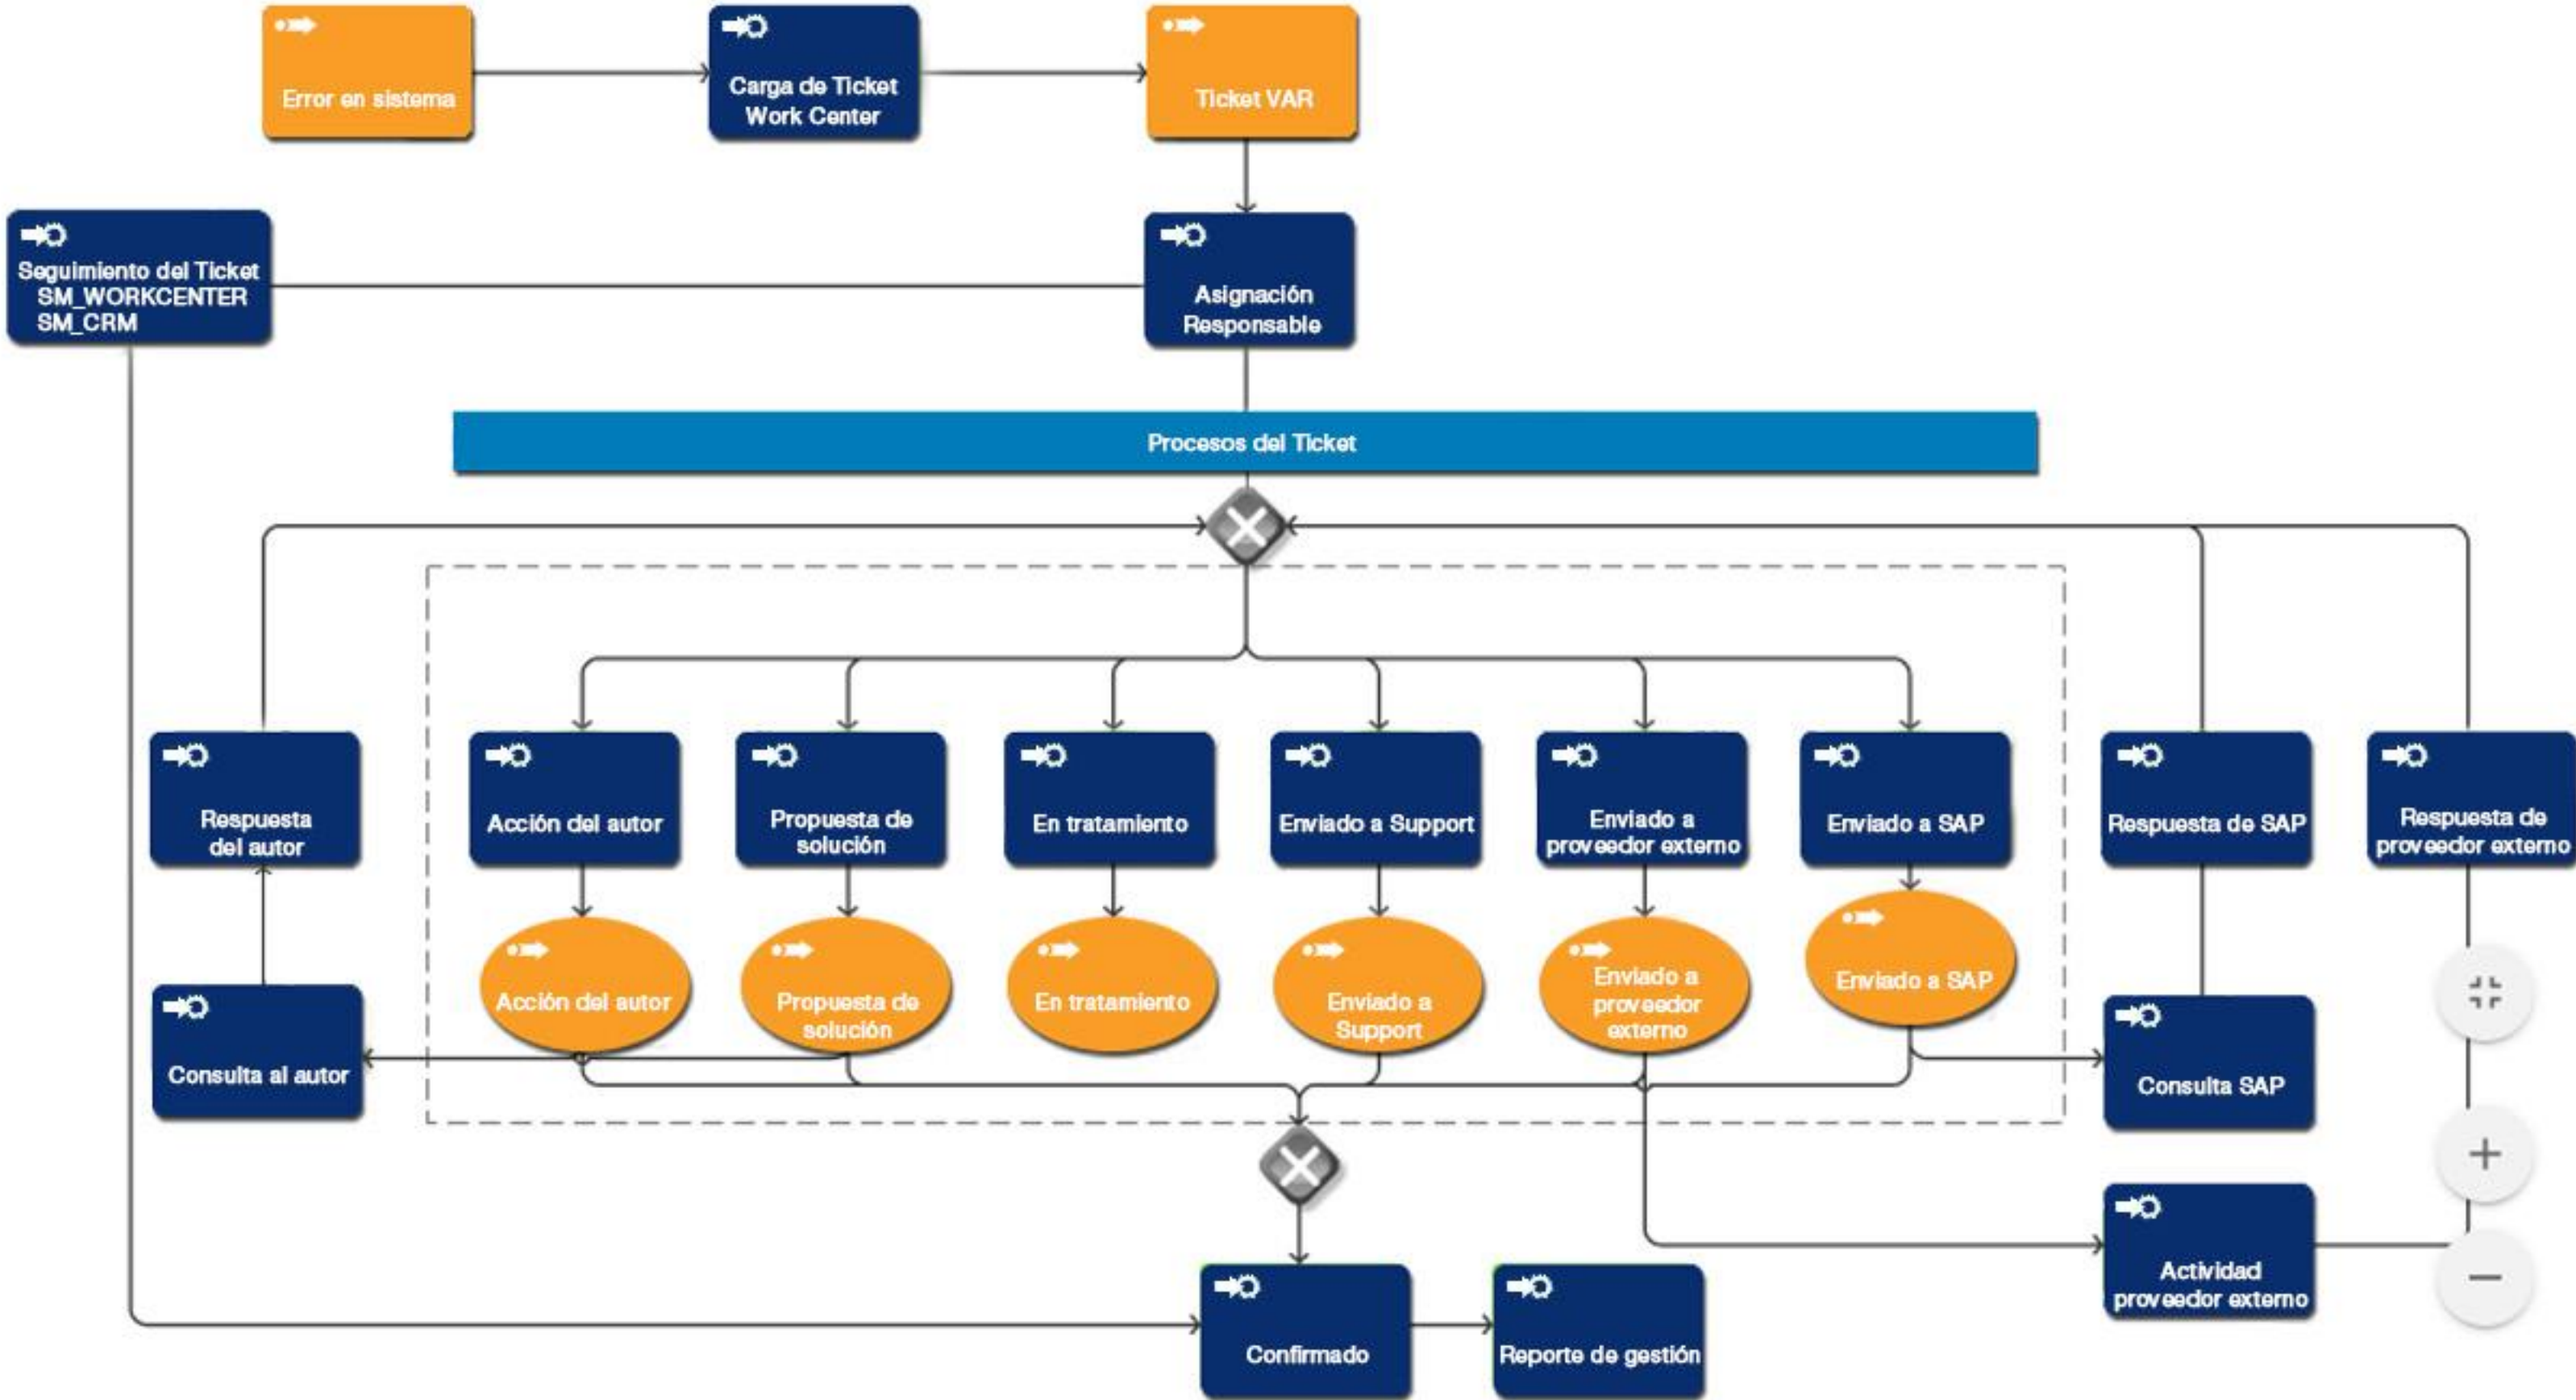 Error en sistema
Carga de Ticket
Work Center
Ticket VAR
Seguimiento del Ticket
SM_WORKCENTER
SM_CRM
Asignación
Responsable
Procesos del Ticket
Respuesta
del autor
Acción del autor
Propuesta de
solución
En tratamiento
Enviado a Support
Enviado a
proveedor externo
Enviado a SAP
Respuesta de SAP
Respuesta de
proveedor externo
Acción del autor
Propuesta de
solución
En tratamiento
Enviado a
Support
Enviado a
proveedor
externo
Enviado a SAP
Consulta al autor
Consulta SAP
Actividad
proveedor externo
Confirmado
Reporte de gestión